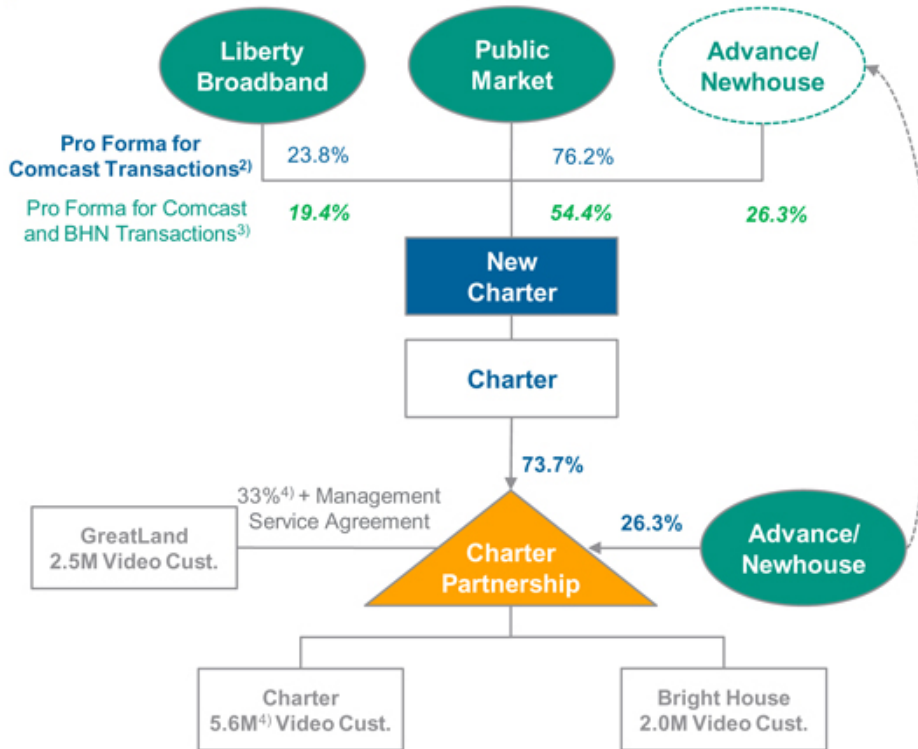 Liberty
Broadband
Public
Market
Advance/
Newhouse
Pro Forma for
Comcast Transactions²⁾
23.8%
76.2%
Pro Forma for Comcast
and BHN Transactions³⁾
19.4%
54.4%
26.3%
New
Charter
Charter
73.7%
33%⁴⁾ + Management
Service Agreement
GreatLand
2.5M Video Cust.
Charter
Partnership
26.3%
Advance/
Newhouse
Charter
5.6M⁴⁾ Video Cust.
Bright House
2.0M Video Cust.